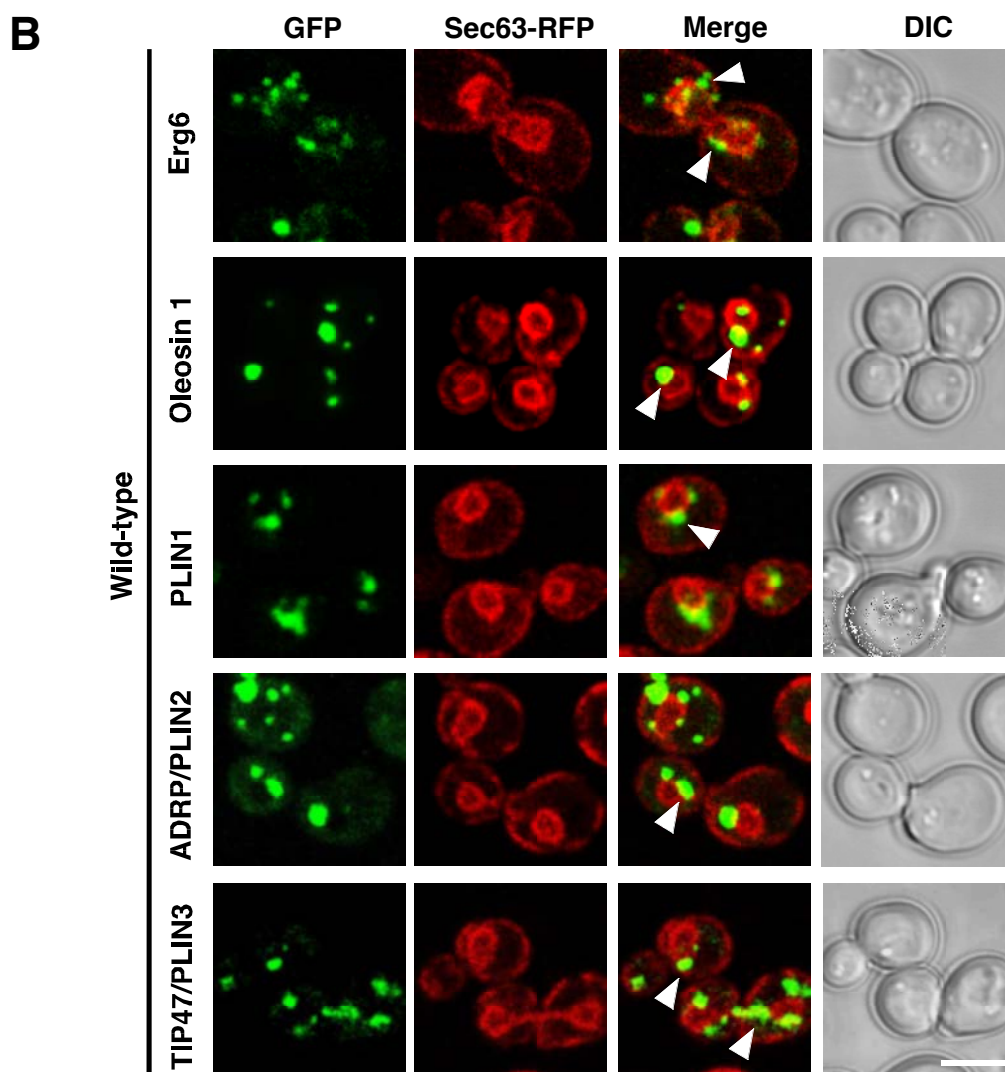 B
GFP Sec63-RFP Merge DIC
Wild-type
Erg6
Oleosin 1
PLIN1
ADRP/PLIN2
TIP47/PLIN3